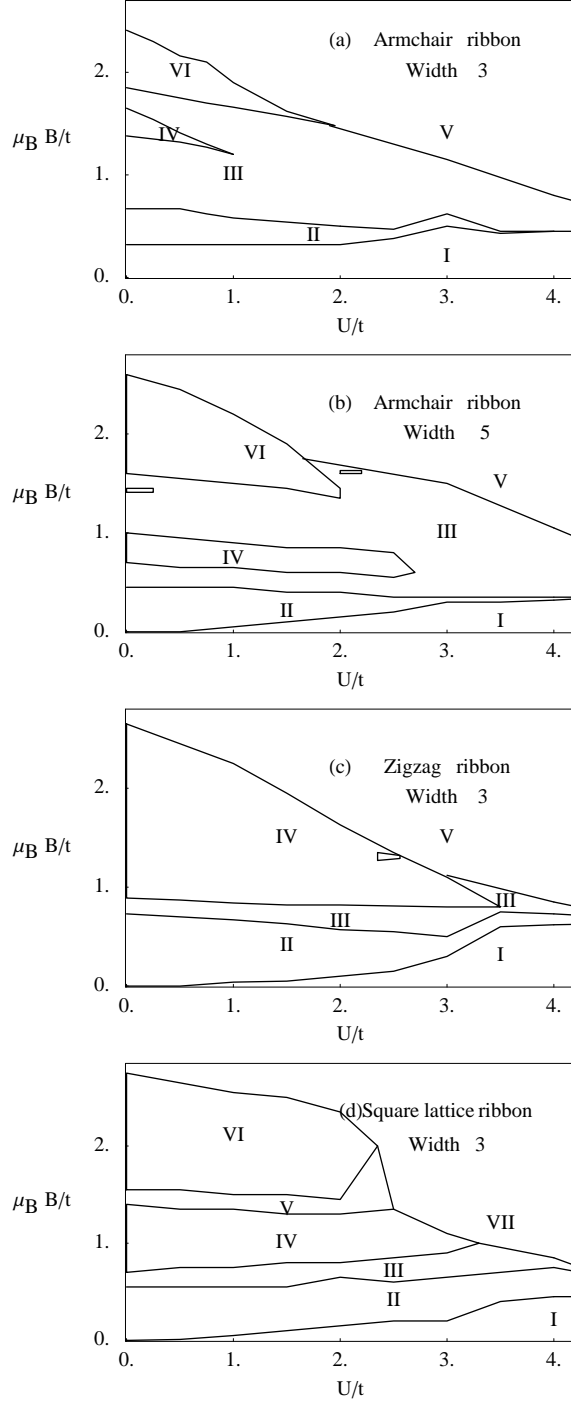 (a) Armchair ribbon
Width 3
VI
2.
V
μB B/t
IV
III
1.
II
I
0.
0. 1. 2. 3. 4.
U/t
(b) Armchair ribbon
Width 5
2.
VI
V
μB B/t
III
1.
IV
II
I
0.
0. 1. 2. 3. 4.
U/t
(c) Zigzag ribbon
Width 3
2.
IV
V
μB B/t
1.
III
III
II
I
0.
0. 1. 2. 3. 4.
U/t
(d)Square lattice ribbon
Width 3
VI
2.
V
VII
μB B/t
IV
1.
III
II
I
0.
0. 1. 2. 3. 4.
U/t